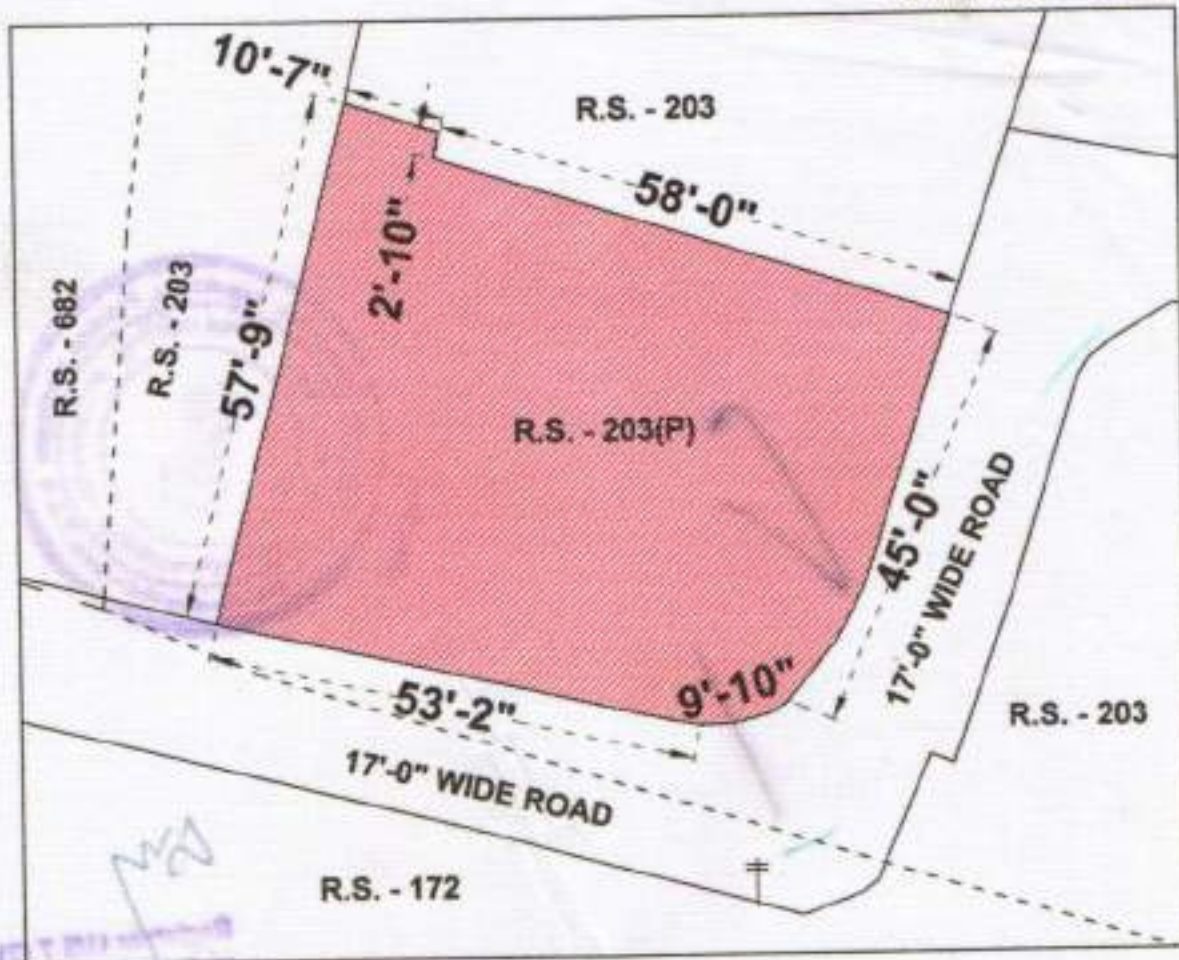 10'-7"
R.S. - 203
58'-0"
2'-10"
R.S. - 682
R.S. - 203
57'-9"
R.S. - 203(P)
45'-0"
17'-0" WIDE ROAD
9'-10"
53'-2"
R.S. - 203
17'-0" WIDE ROAD
R.S. - 172